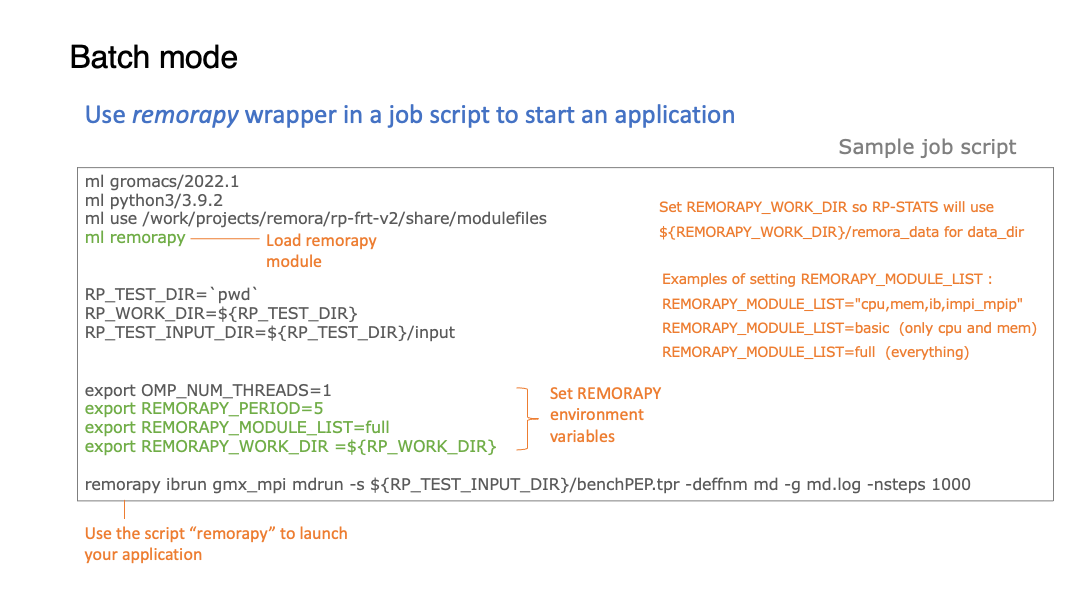 Batch mode
Use remorapy wrapper in a job script to start an application
Sample job script
ml gromacs/2022.1
ml python3/3.9.2
ml use /work/projects/remora/rp-frt-v2/share/modulefiles
ml remorapy
Load remorapy
module
Set REMORAPY_WORK_DIR so RP-STATS will use
${REMORAPY_WORK_DIR}/remora_data for data_dir
Examples of setting REMORAPY_MODULE_LIST :
REMORAPY_MODULE_LIST="cpu,mem,ib,impi_mpip"
REMORAPY_MODULE_LIST=basic (only cpu and mem)
REMORAPY_MODULE_LIST=full (everything)
RP_TEST_DIR=`pwd`
RP_WORK_DIR=${RP_TEST_DIR}
RP_TEST_INPUT_DIR=${RP_TEST_DIR}/input
export OMP_NUM_THREADS=1
export REMORAPY_PERIOD=5
export REMORAPY_MODULE_LIST=full
export REMORAPY_WORK_DIR =${RP_WORK_DIR}
Set REMORAPY
environment
variables
remorapy ibrun gmx_mpi mdrun -s ${RP_TEST_INPUT_DIR}/benchPEP.tpr -deffnm md -g md.log -nsteps 1000
Use the script “remorapy” to launch
your application